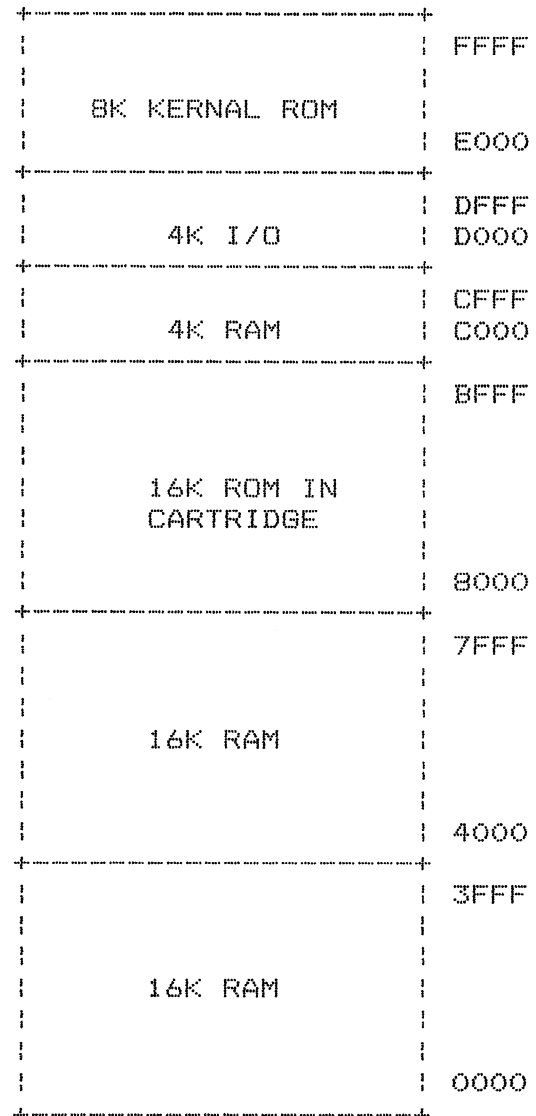 FFFF
8K KERNAL ROM
E000
DFFF
4K I/O D000
CFFF
4K RAM C000
BFFF
16K ROM IN
CARTRIDGE
8000
7FFF
16K RAM
4000
3FFF
16K RAM
0000